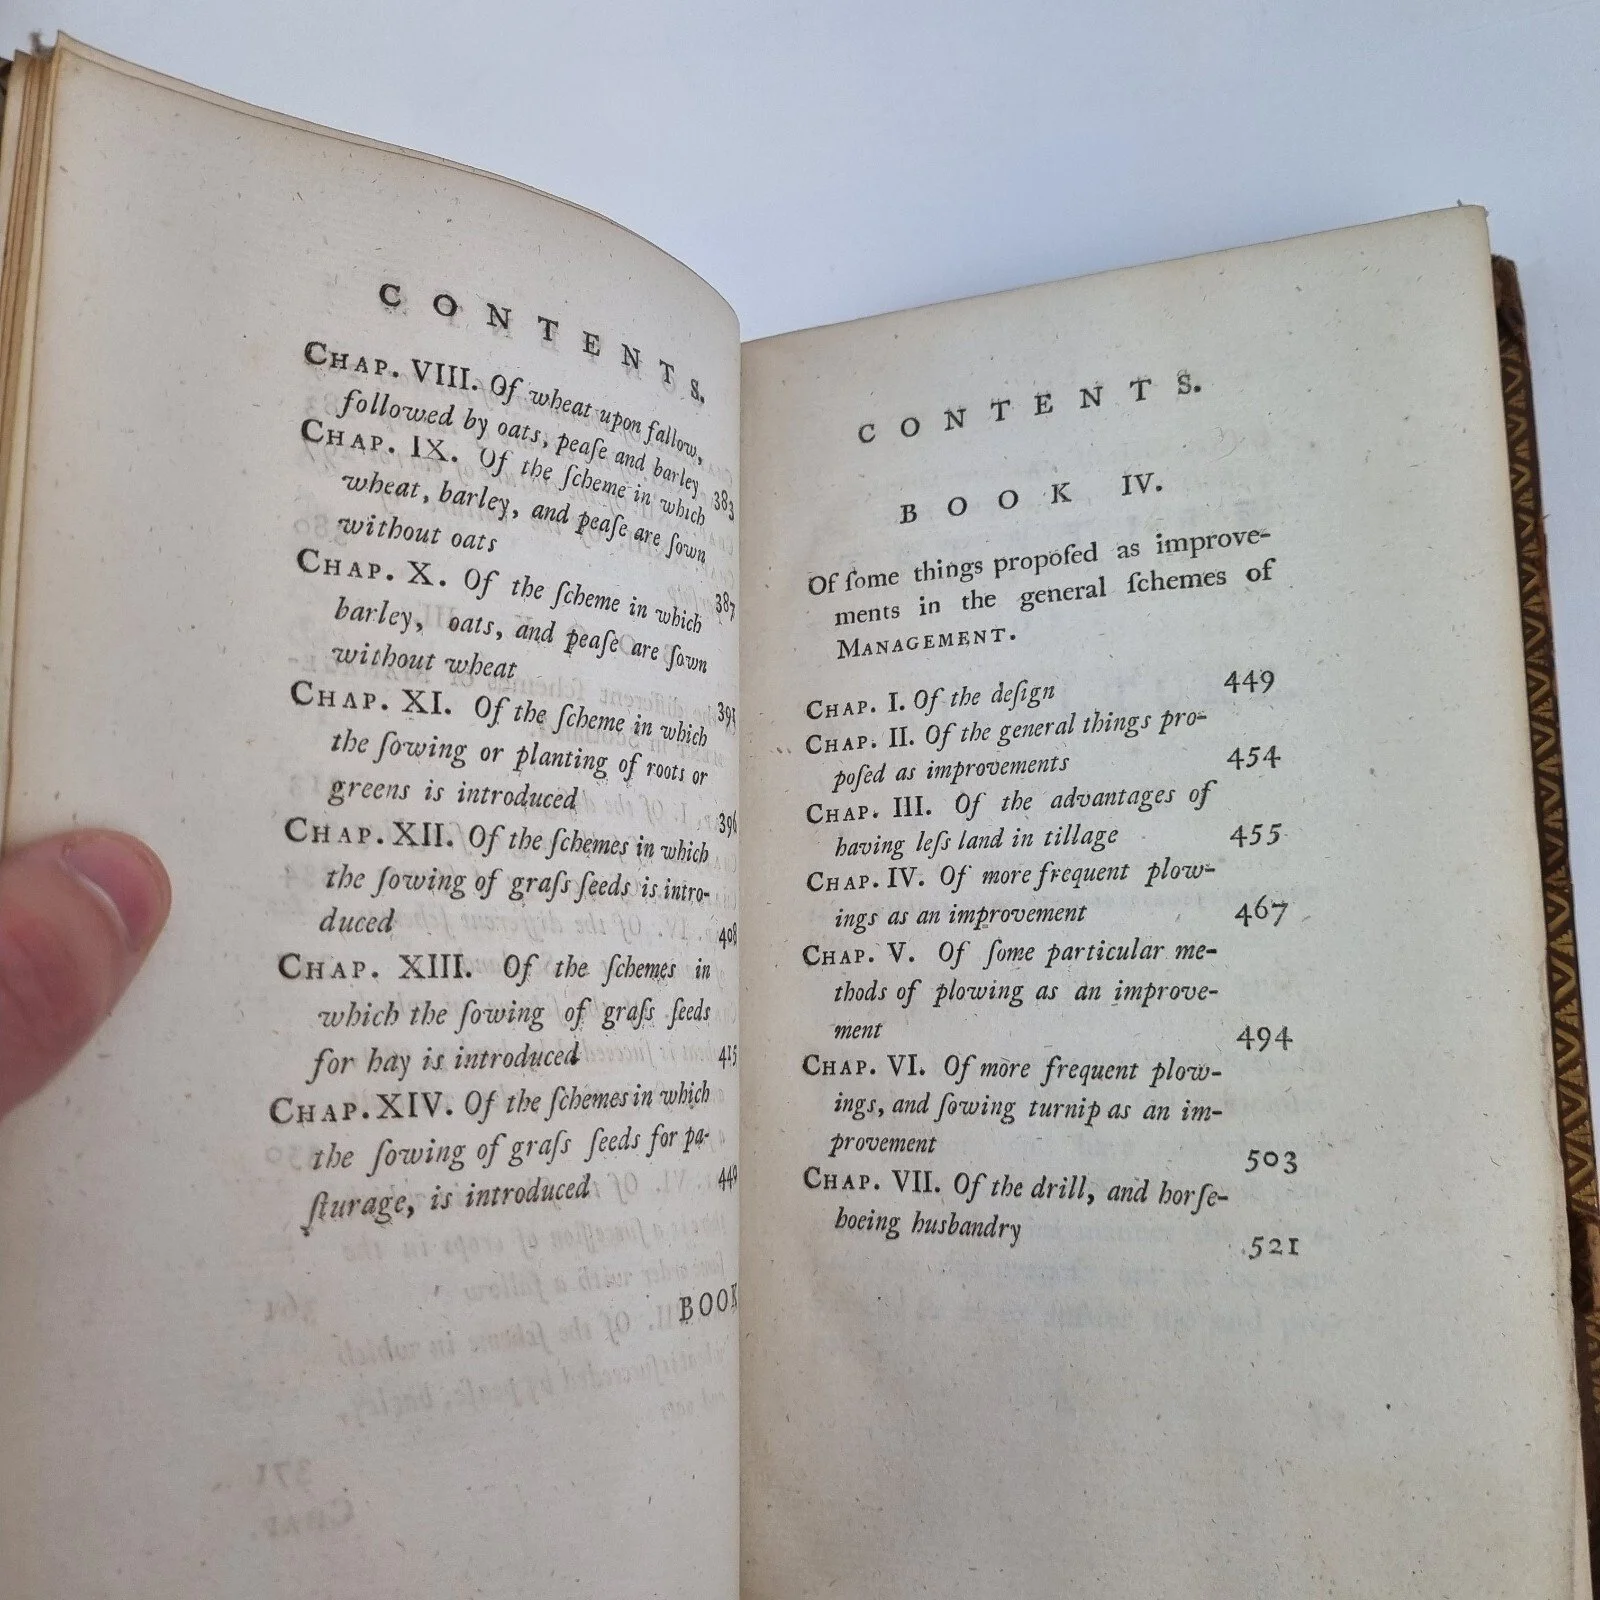 CONTENTS.
CHAP. VIII. Of wheat upon fallow,
followed by oats, peaſe and barley 383
CHAP. IX. Of the ſcheme in which
wheat, barley, and peaſe are ſown
without oats 387
CHAP. X. Of the ſcheme in which
barley, oats, and peaſe are ſown
without wheat
CHAP. XI. Of the ſcheme in which
the ſowing or planting of roots or
greens is introduced 396
CHAP. XII. Of the ſchemes in which
the ſowing of graſs ſeeds is intro-
duced 408
CHAP. XIII. Of the ſchemes in
which the ſowing of graſs ſeeds
for hay is introduced 415
CHAP. XIV. Of the ſchemes in which
the ſowing of graſs ſeeds for pa-
ſturage, is introduced
BOOK
CONTENTS.
BOOK IV.
Of ſome things propoſed as improve-
ments in the general ſchemes of
MANAGEMENT.
CHAP. I. Of the deſign 449
CHAP. II. Of the general things pro-
poſed as improvements 454
CHAP. III. Of the advantages of
having leſs land in tillage 455
CHAP. IV. Of more frequent plow-
ings as an improvement 467
CHAP. V. Of ſome particular me-
thods of plowing as an improve-
ment 494
CHAP. VI. Of more frequent plow-
ings, and ſowing turnip as an im-
provement 503
CHAP. VII. Of the drill, and horſe-
hoeing husbandry 521